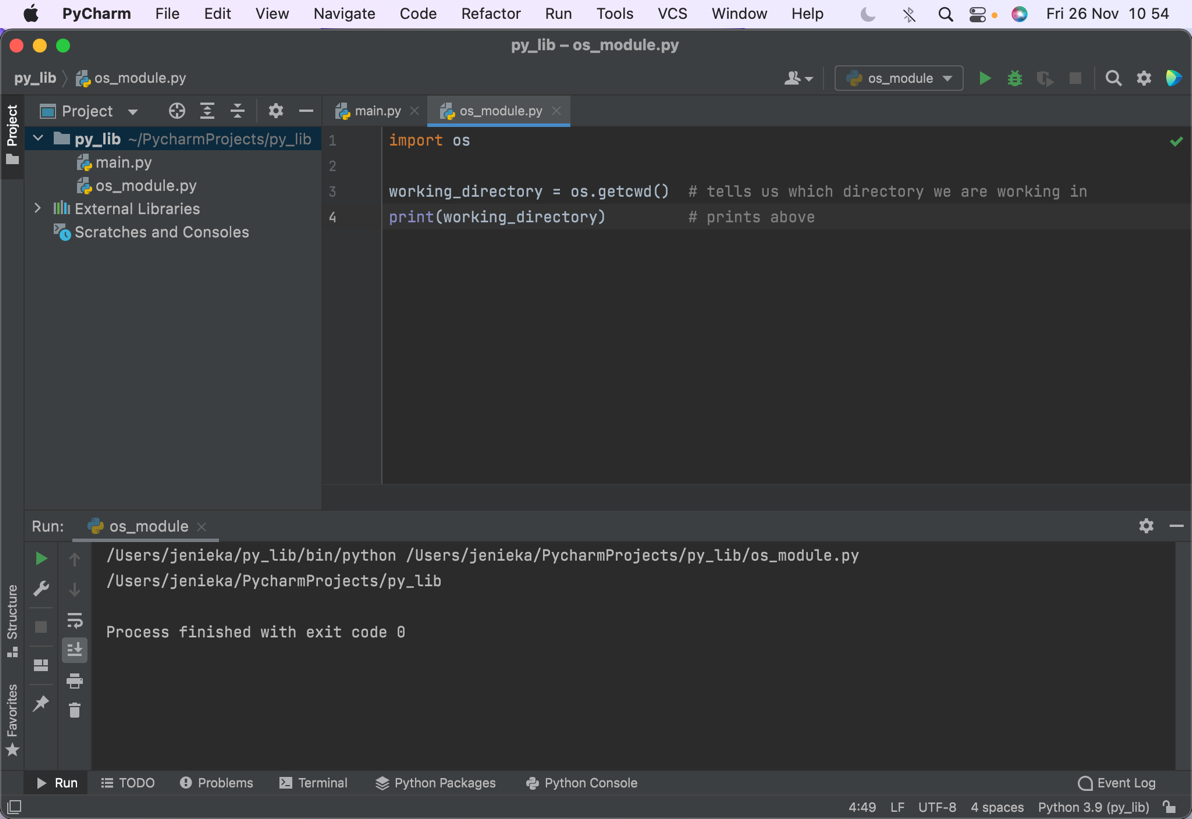 PyCharm File Edit View Navigate Code Refactor Run Tools VCS Window Help Fri 26 Nov 10 54
py_lib – os_module.py
py_lib os_module.py os_module
Project
Project main.py os_module.py
py_lib ~/PycharmProjects/py_lib
main.py
os_module.py
External Libraries
Scratches and Consoles
1 import os
2
3 working_directory = os.getcwd() # tells us which directory we are working in
4 print(working_directory) # prints above
Run: os_module
/Users/jenieka/py_lib/bin/python /Users/jenieka/PycharmProjects/py_lib/os_module.py
/Users/jenieka/PycharmProjects/py_lib
Process finished with exit code 0
Structure
Favorites
Run TODO Problems Terminal Python Packages Python Console Event Log
4:49 LF UTF-8 4 spaces Python 3.9 (py_lib)